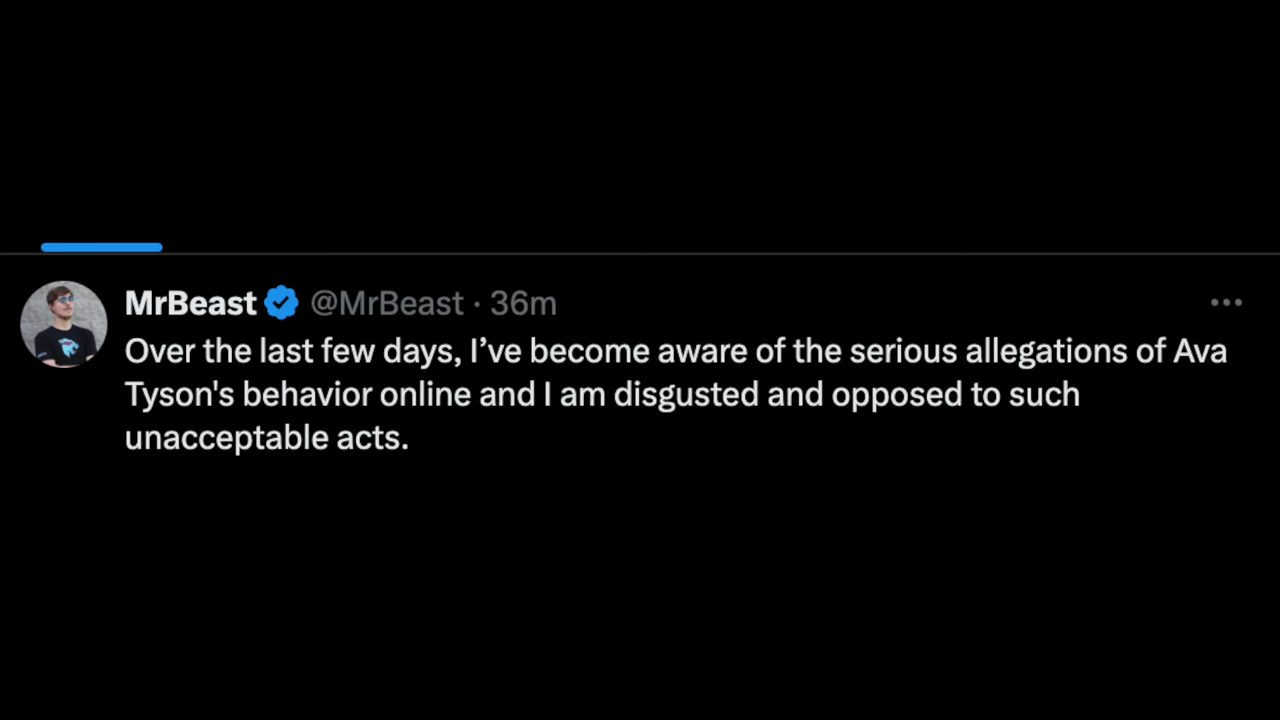 MrBeast @MrBeast · 36m
Over the last few days, I’ve become aware of the serious allegations of Ava
Tyson's behavior online and I am disgusted and opposed to such
unacceptable acts.